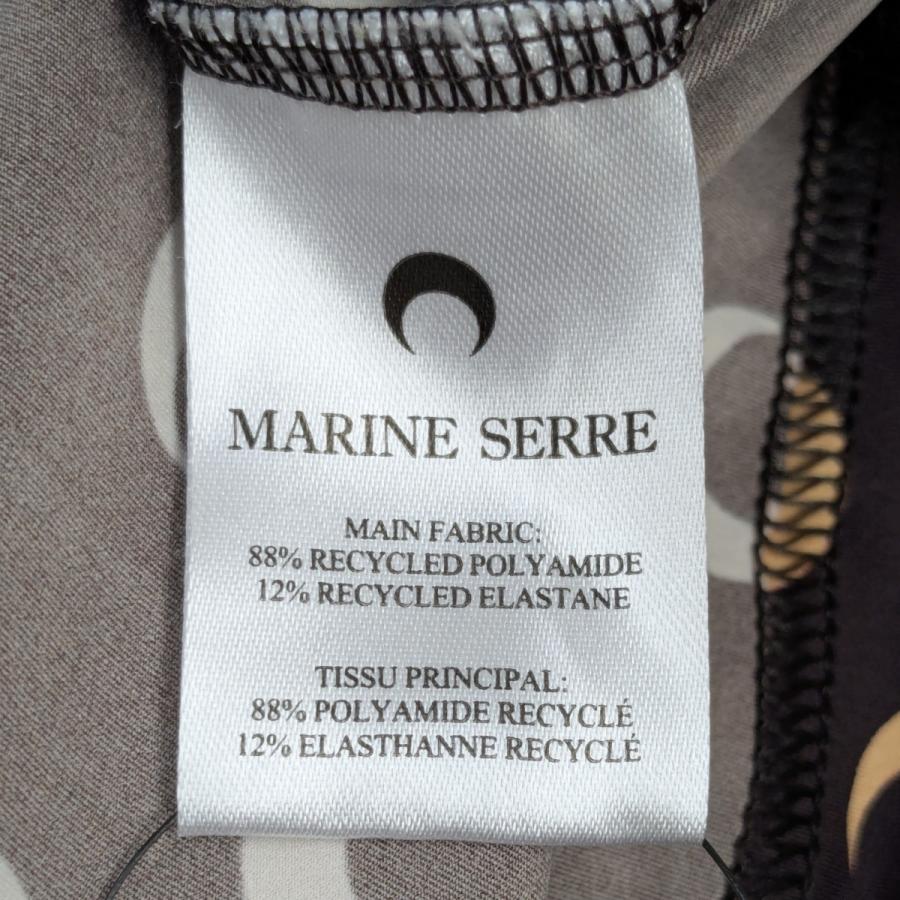 MARINE SERRE
MAIN FABRIC:
88% RECYCLED POLYAMIDE
12% RECYCLED ELASTANE
TISSU PRINCIPAL:
88% POLYAMIDE RECYCLÉ
12% ELASTHANNE RECYCLÉ